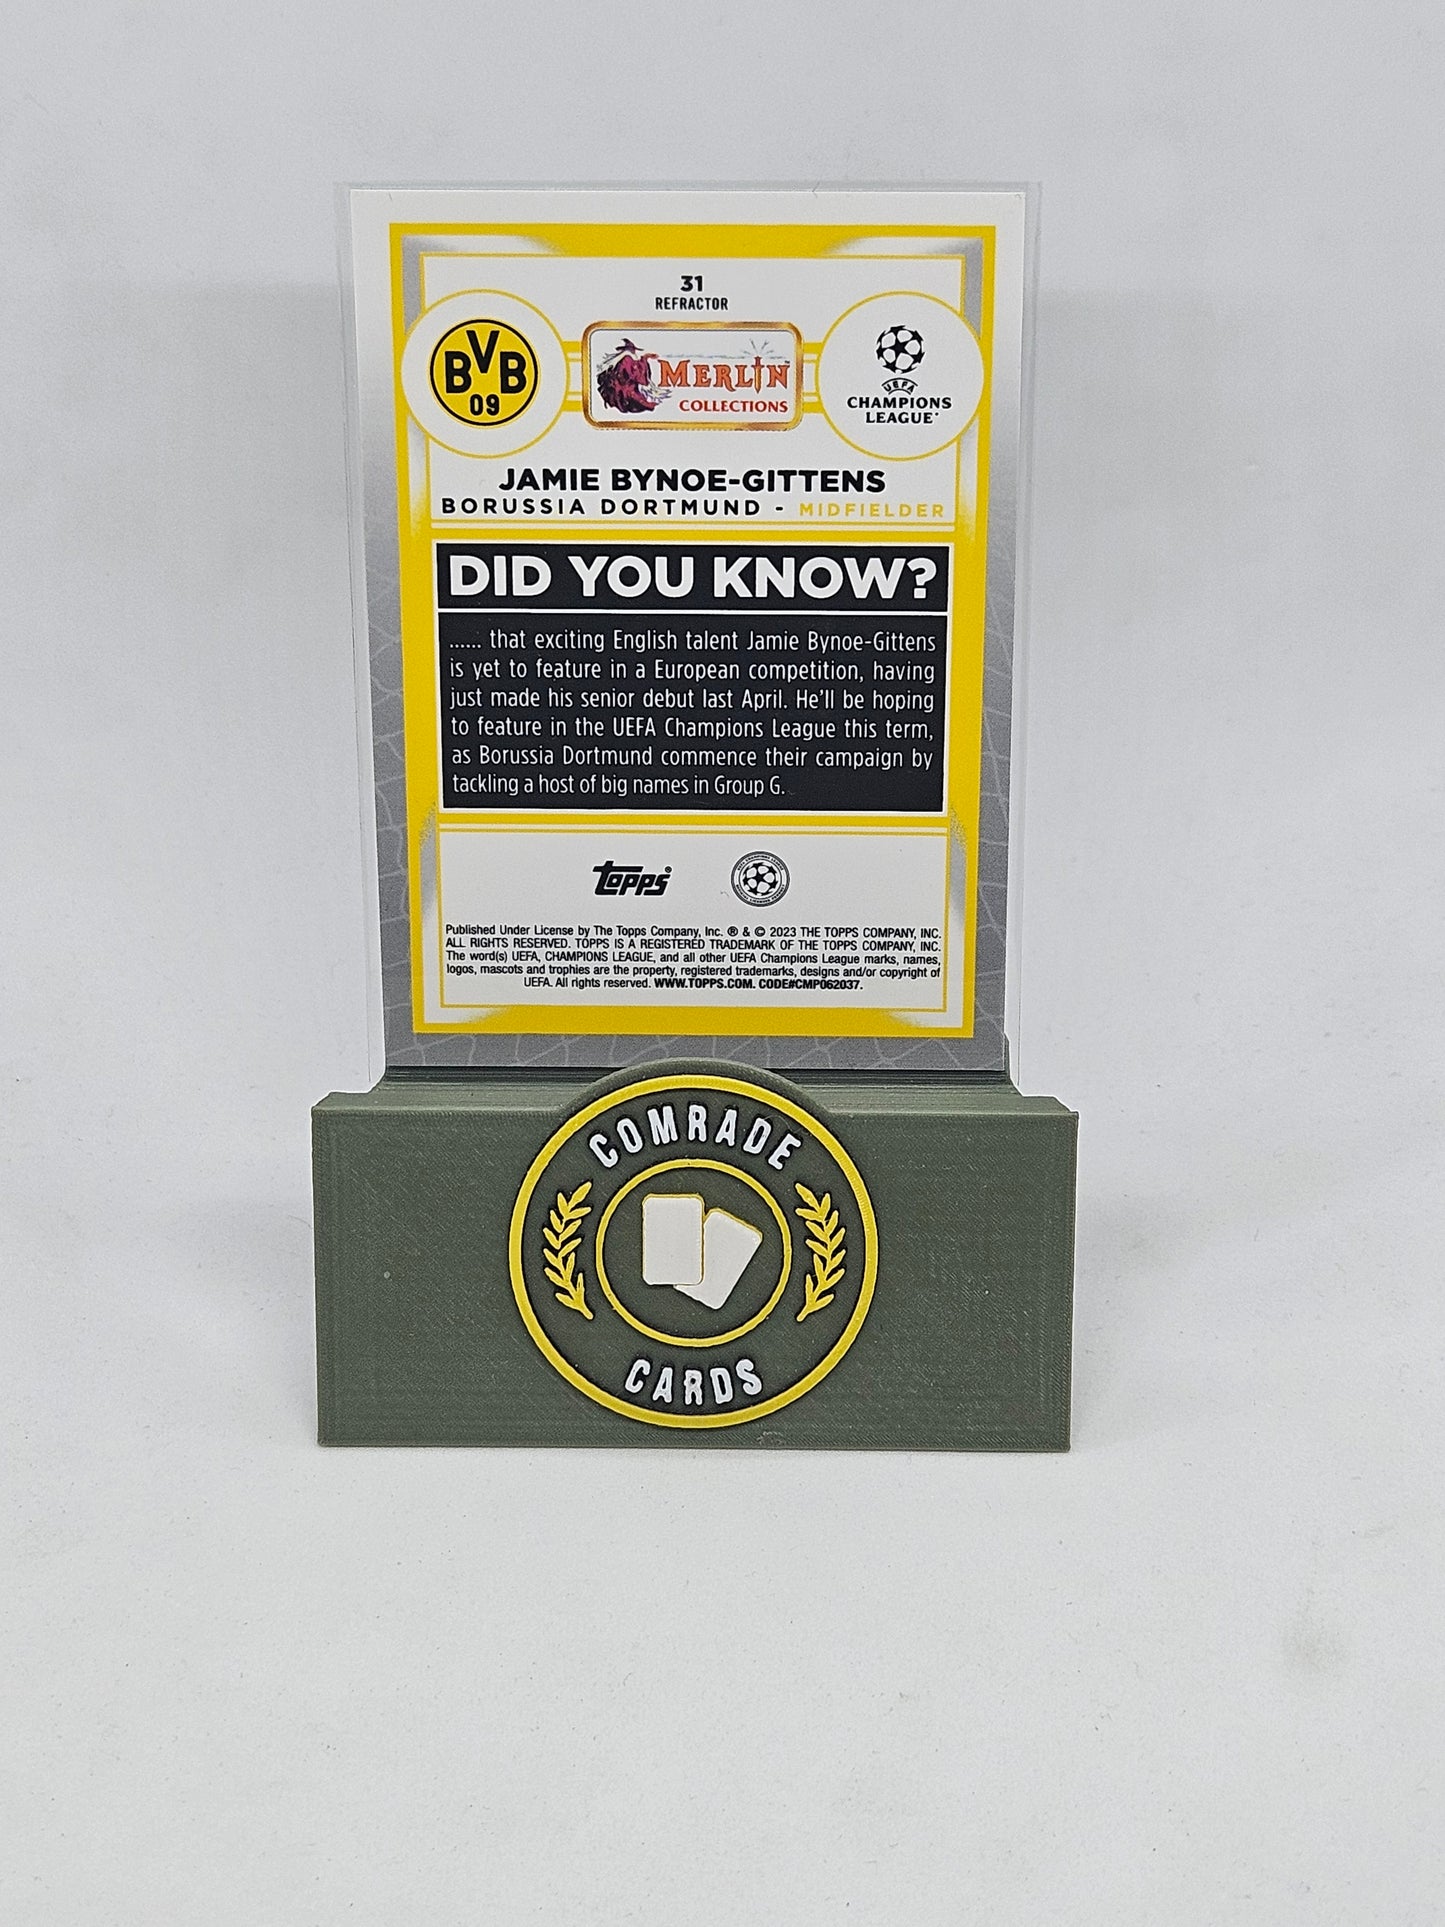 31
REFRACTOR
BVB
09
MERLIN™
COLLECTIONS
UEFA
CHAMPIONS
LEAGUE®
JAMIE BYNOE-GITTENS
BORUSSIA DORTMUND - MIDFIELDER
DID YOU KNOW?
...... that exciting English talent Jamie Bynoe-Gittens
is yet to feature in a European competition, having
just made his senior debut last April. He'll be hoping
to feature in the UEFA Champions League this term,
as Borussia Dortmund commence their campaign by
tackling a host of big names in Group G.
topps®
Published Under License by The Topps Company, Inc. ® & © 2023 THE TOPPS COMPANY, INC.
ALL RIGHTS RESERVED. TOPPS IS A REGISTERED TRADEMARK OF THE TOPPS COMPANY, INC.
The word(s) UEFA, CHAMPIONS LEAGUE, and all other UEFA Champions League marks, names,
logos, mascots and trophies are the property, registered trademarks, designs and/or copyright of
UEFA. All rights reserved. WWW.TOPPS.COM. CODE#CMP062037.
COMRADE
CARDS